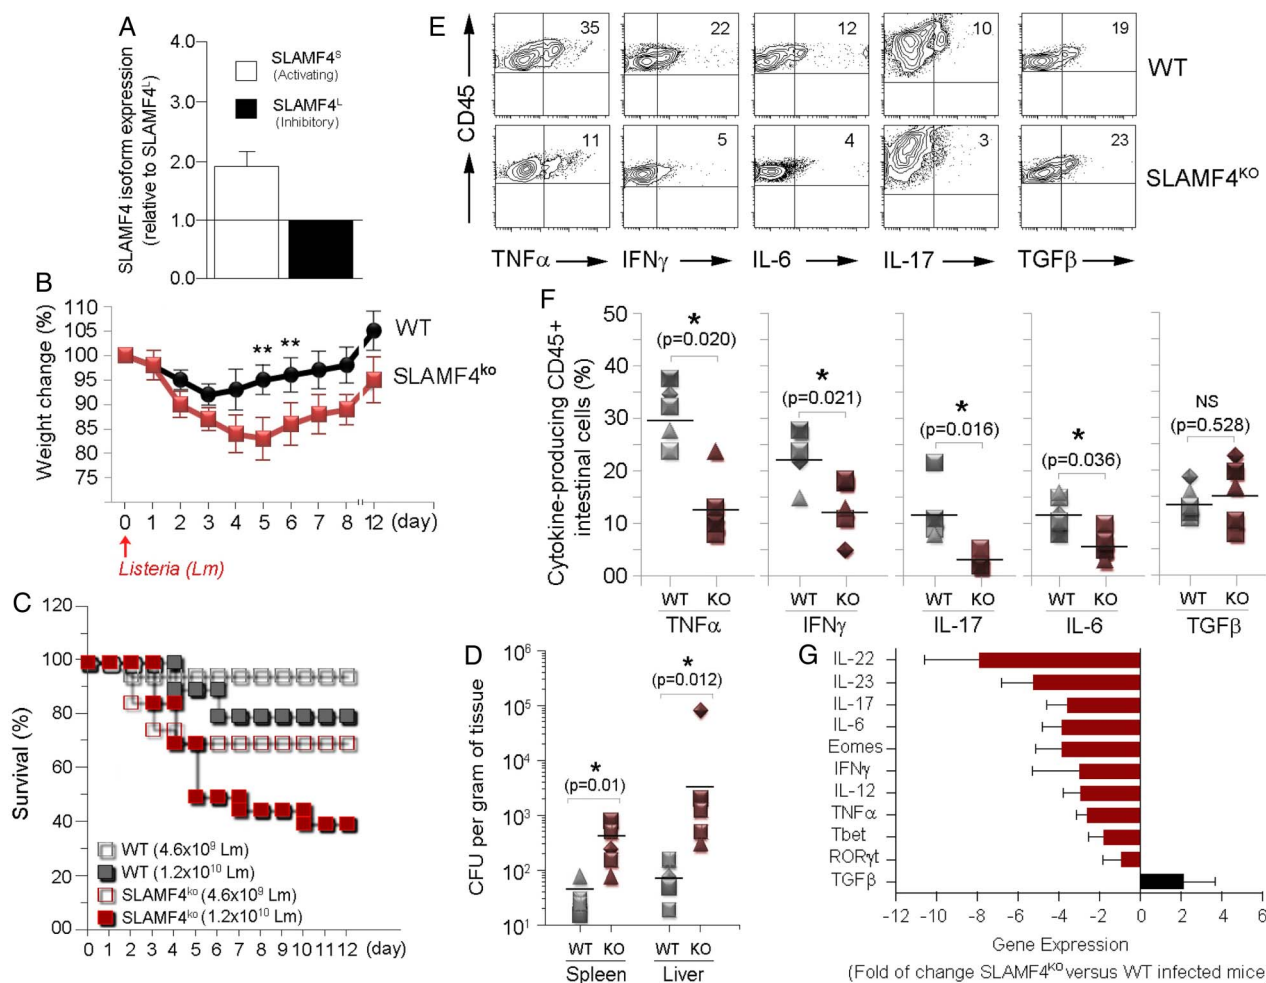 A
SLAMF4 isoform expression
(relative to SLAMF4ᴸ)
4.0
3.0
2.0
1.0
0.0
SLAMF4ˢ
(Activating)
SLAMF4ᴸ
(Inhibitory)
B
Weight change (%)
110
105
100
95
90
85
80
75
** **
WT
SLAMF4ᵏᵒ
0 1 2 3 4 5 6 7 8 12 (day)
Listeria (Lm)
C
Survival (%)
120
100
80
60
40
20
00
WT (4.6x10⁹ Lm)
WT (1.2x10¹⁰ Lm)
SLAMF4ᵏᵒ (4.6x10⁹ Lm)
SLAMF4ᵏᵒ (1.2x10¹⁰ Lm)
0 1 2 3 4 5 6 7 8 9 10 11 12 (day)
D
CFU per gram of tissue
10⁶
10⁵
10⁴
10³
10²
10¹
*
(p=0.01)
*
(p=0.012)
WT KO WT KO
Spleen Liver
E
CD45
35 22 12 10 19
WT
11 5 4 3 23
SLAMF4ᴷᴼ
TNFα IFNγ IL-6 IL-17 TGFβ
F
Cytokine-producing CD45+
intestinal cells (%)
50
40
30
20
10
00
*
(p=0.020)
*
(p=0.021)
*
(p=0.016)
*
(p=0.036)
NS
(p=0.528)
WT KO WT KO WT KO WT KO WT KO
TNFα IFNγ IL-17 IL-6 TGFβ
G
IL-22
IL-23
IL-17
IL-6
Eomes
IFNγ
IL-12
TNFα
Tbet
RORγt
TGFβ
-12 -10 -8 -6 -4 -2 0 2 4 6
Gene Expression
(Fold of change SLAMF4ᴷᴼ versus WT infected mice